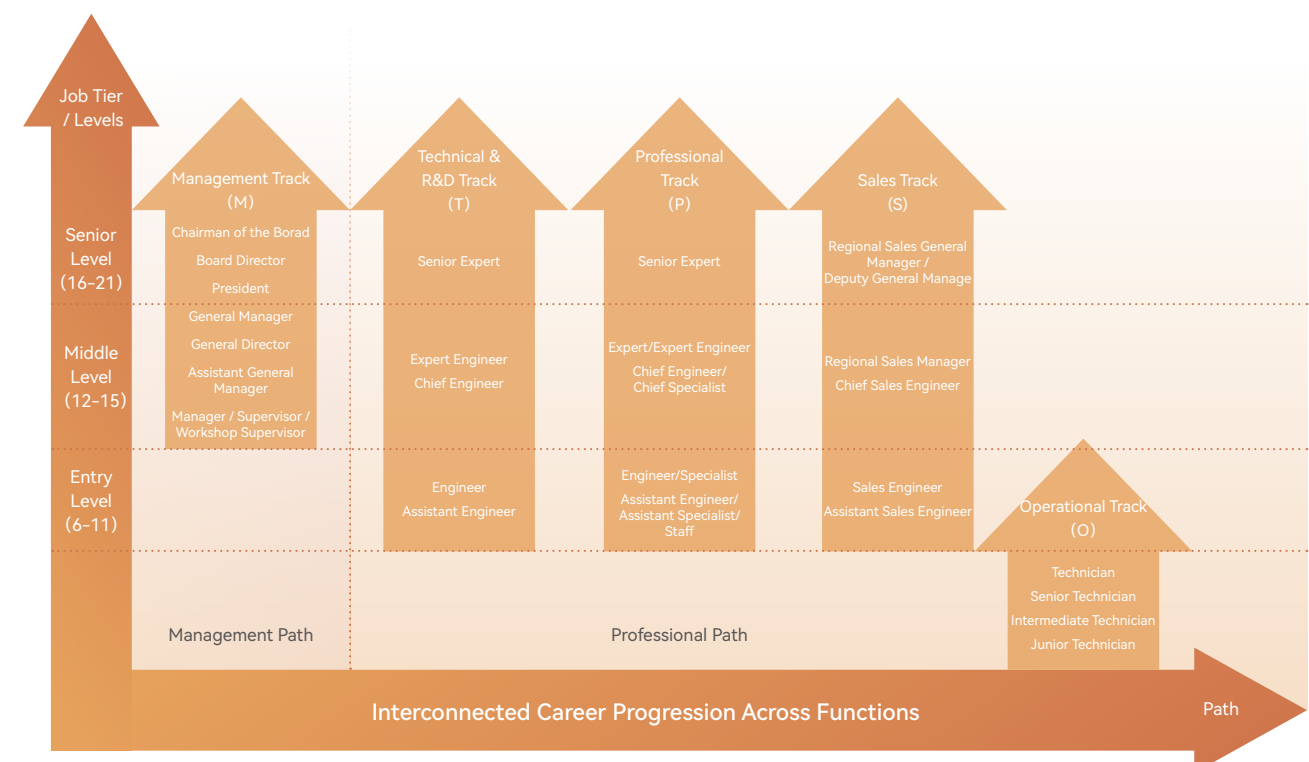 Job Tier
/ Levels
Senior
Level
(16-21)
Middle
Level
(12-15)
Entry
Level
(6-11)
Management Track
(M)
Chairman of the Borad
Board Director
President
General Manager
General Director
Assistant General
Manager
Manager / Supervisor /
Workshop Supervisor
Technical &
R&D Track
(T)
Senior Expert
Expert Engineer
Chief Engineer
Engineer
Assistant Engineer
Professional
Track
(P)
Senior Expert
Expert/Expert Engineer
Chief Engineer/
Chief Specialist
Engineer/Specialist
Assistant Engineer/
Assistant Specialist/
Staff
Sales Track
(S)
Regional Sales General
Manager /
Deputy General Manage
Regional Sales Manager
Chief Sales Engineer
Sales Engineer
Assistant Sales Engineer
Operational Track
(O)
Technician
Senior Technician
Intermediate Technician
Junior Technician
Management Path
Professional Path
Interconnected Career Progression Across Functions
Path